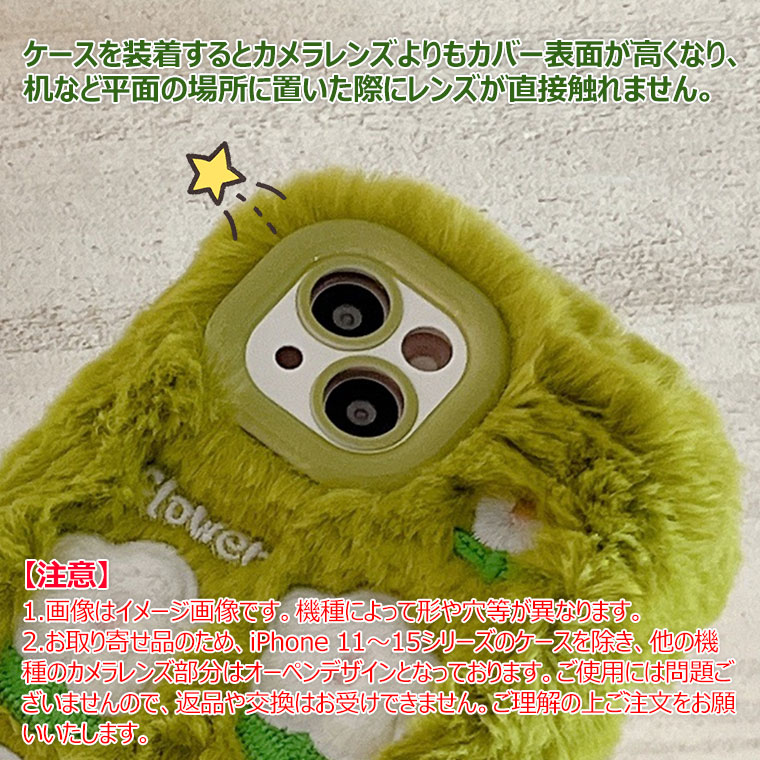 ケースを装着するとカメラレンズよりもカバー表面が高くなり、
机など平面の場所に置いた際にレンズが直接触れません。
flower
【注意】
1.画像はイメージ画像です。機種によって形や穴等が異なります。
2.お取り寄せ品のため、iPhone 11～15シリーズのケースを除き、他の機
種のカメラレンズ部分はオーペンデザインとなっております。ご使用には問題ご
ざいませんので、返品や交換はお受けできません。ご理解の上ご注文をお願
いいたします。